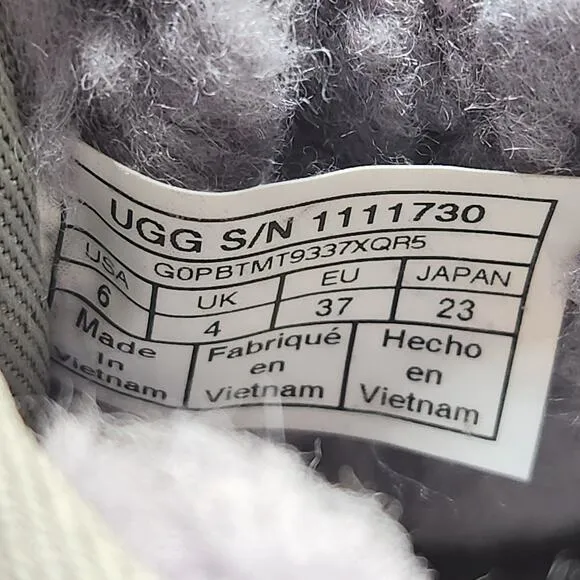 UGG S/N 1111730
G0PBTMT9337XQR5
USA UK EU JAPAN
6 4 37 23
Made Fabriqué Hecho
In en en
Vietnam Vietnam Vietnam